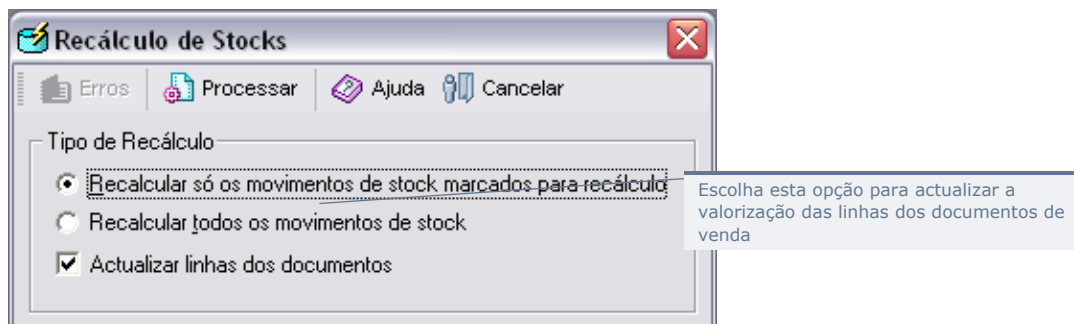 Recálculo de Stocks
Erros Processar Ajuda Cancelar
Tipo de Recálculo
Recalcular só os movimentos de stock marcados para recálculo
Recalcular todos os movimentos de stock
Actualizar linhas dos documentos
Escolha esta opção para actualizar a
valorização das linhas dos documentos de
venda